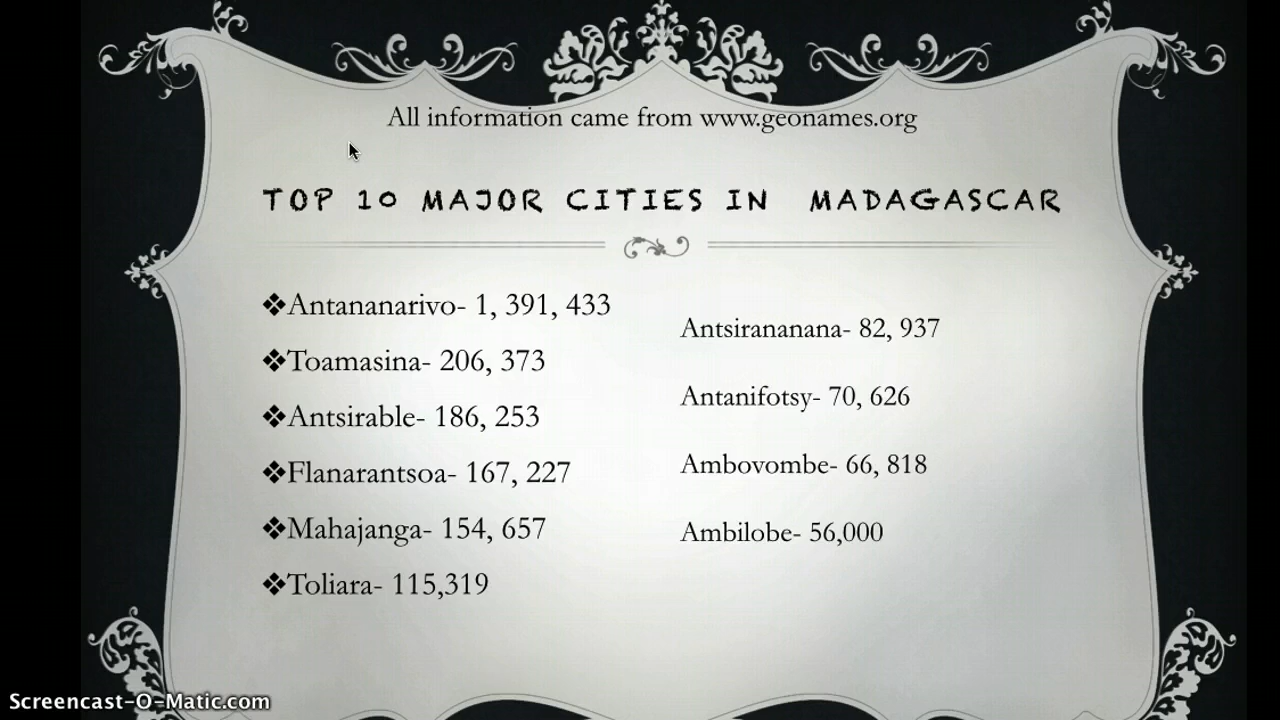 All information came from www.geonames.org
TOP 10 MAJOR CITIES IN MADAGASCAR
❖Antananarivo- 1, 391, 433
❖Toamasina- 206, 373
❖Antsirable- 186, 253
❖Flanarantsoa- 167, 227
❖Mahajanga- 154, 657
❖Toliara- 115,319
Antsirananana- 82, 937
Antanifotsy- 70, 626
Ambovombe- 66, 818
Ambilobe- 56,000
Screencast-O-Matic.com